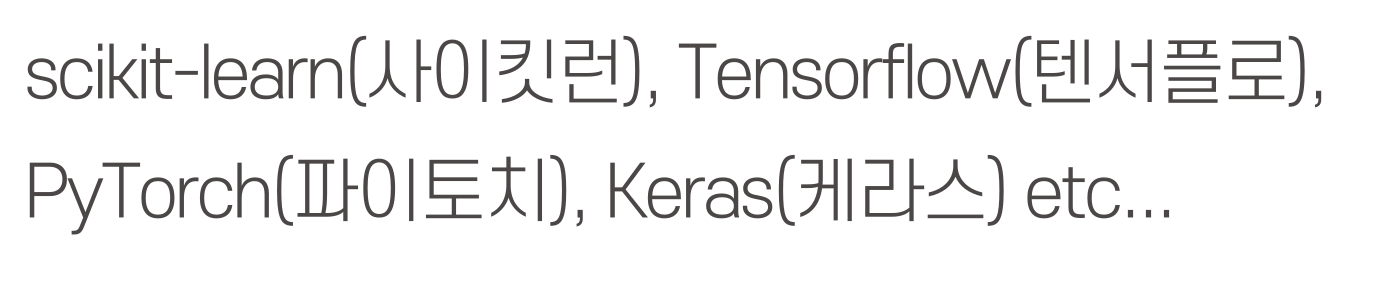 scikit-learn(사이킷런), Tensorflow(텐서플로),
PyTorch(파이토치), Keras(케라스) etc...